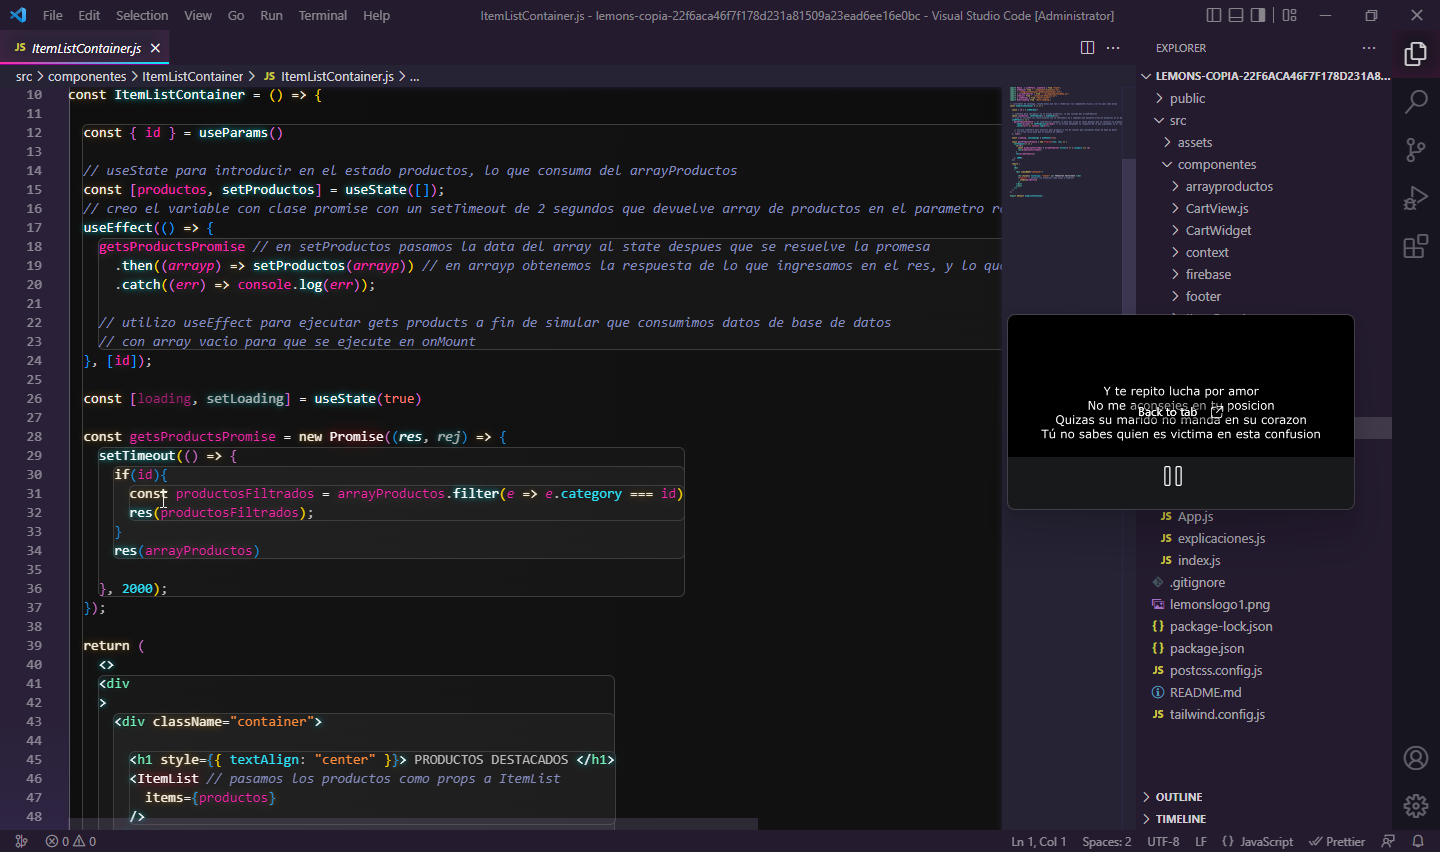 File Edit Selection View Go Run Terminal Help
ItemListContainer.js - lemons-copia-22f6aca46f7f178d231a81509a23ead6ee16e0bc - Visual Studio Code [Administrator]
JS ItemListContainer.js
src > componentes > ItemListContainer > JS ItemListContainer.js > ...
10 const ItemListContainer = () => {
11
12 const { id } = useParams()
13
14 // useState para introducir en el estado productos, lo que consuma del arrayProductos
15 const [productos, setProductos] = useState([]);
16 // creo el variable con clase promise con un setTimeout de 2 segundos que devuelve array de productos en el parametro
17 useEffect(() => {
18 getsProductsPromise // en setProductos pasamos la data del array al state despues que se resuelve la promesa
19 .then((arrayp) => setProductos(arrayp)) // en arrayp obtenemos la respuesta de lo que ingresamos en el res, y lo
20 .catch((err) => console.log(err));
21
22 // utilizo useEffect para ejecutar gets products a fin de simular que consumimos datos de base de datos
23 // con array vacio para que se ejecute en onMount
24 }, [id]);
25
26 const [loading, setLoading] = useState(true)
27
28 const getsProductsPromise = new Promise((res, rej) => {
29 setTimeout(() => {
30 if(id){
31 const productosFiltrados = arrayProductos.filter(e => e.category === id)
32 res(productosFiltrados);
33 }
34 res(arrayProductos)
35
36 }, 2000);
37 });
38
39 return (
40 <>
41 <div
42 >
43 <div className="container">
44
45 <h1 style={{ textAlign: "center" }}> PRODUCTOS DESTACADOS </h1>
46 <ItemList // pasamos los productos como props a ItemList
47 items={productos}
48 />
EXPLORER
LEMONS-COPIA-22F6ACA46F7F178D231A8...
public
src
assets
componentes
arrayproductos
CartView.js
CartWidget
context
firebase
footer
Y te repito lucha por amor
No me aconsejes en tu posicion
Back to tab
Quizas su marido no manda en su corazon
Tú no sabes quien es victima en esta confusion
JS App.js
JS explicaciones.js
JS index.js
.gitignore
lemonslogo1.png
{} package-lock.json
{} package.json
JS postcss.config.js
README.md
JS tailwind.config.js
OUTLINE
TIMELINE
0 0
Ln 1, Col 1 Spaces: 2 UTF-8 LF {} JavaScript Prettier